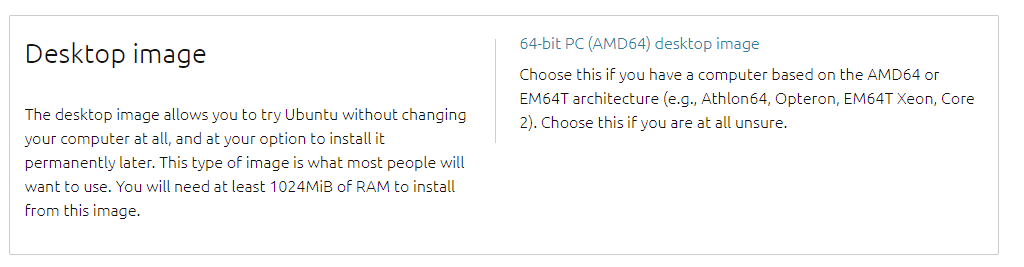 Desktop image
The desktop image allows you to try Ubuntu without changing
your computer at all, and at your option to install it
permanently later. This type of image is what most people will
want to use. You will need at least 1024MiB of RAM to install
from this image.
64-bit PC (AMD64) desktop image
Choose this if you have a computer based on the AMD64 or
EM64T architecture (e.g., Athlon64, Opteron, EM64T Xeon, Core
2). Choose this if you are at all unsure.